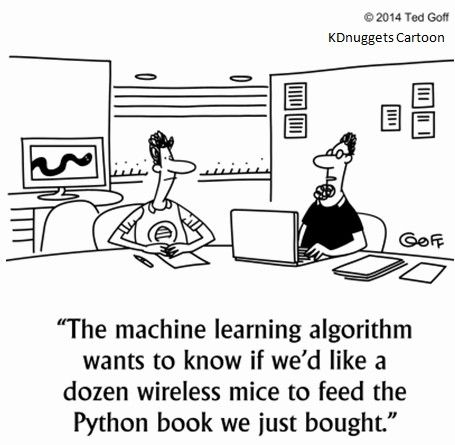 © 2014 Ted Goff
KDnuggets Cartoon
GOFF
“The machine learning algorithm
wants to know if we’d like a
dozen wireless mice to feed the
Python book we just bought.”